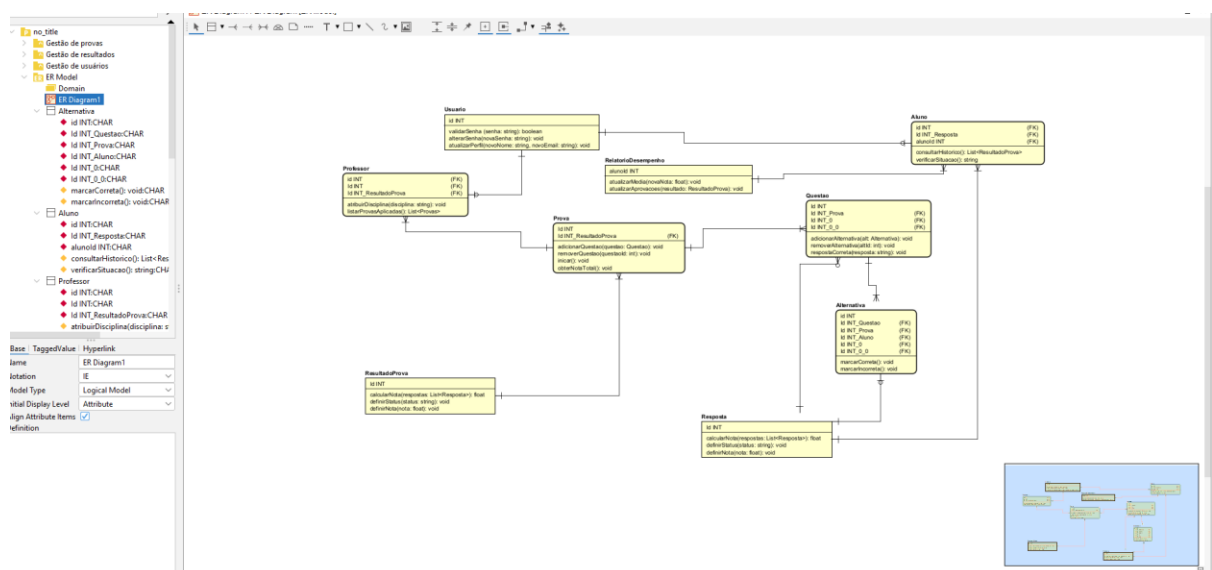 no_title
Gestão de provas
Gestão de resultados
Gestão de usuários
ER Model
Domain
ER Diagram1
Alternativa
id INT:CHAR
Id INT_Questao:CHAR
Id INT_Prova:CHAR
Id INT_Aluno:CHAR
Id INT_0:CHAR
Id INT_0_0:CHAR
marcarCorreta(): void:CHAR
marcarIncorreta(): void:CHAR
Aluno
id INT:CHAR
Id INT_Resposta:CHAR
alunoId INT:CHAR
consultarHistorico(): List<Res
verificarSituacao(): string:CHA
Professor
id INT:CHAR
Id INT:CHAR
Id INT_ResultadoProva:CHAR
atribuirDisciplina(disciplina: s
Base TaggedValue Hyperlink
Name ER Diagram1
Notation IE
Model Type Logical Model
Initial Display Level Attribute
Align Attribute Items
Definition
Usuario
id INT
validarSenha (senha: string): boolean
alterarSenha(novaSenha: string): void
atualizarPerfil(novoNome: string, novoEmail: string): void
Aluno
id INT (FK)
Id INT_Resposta (FK)
alunoId INT (FK)
consultarHistorico(): List<ResultadoProva>
verificarSituacao(): string
Professor
id INT (FK)
Id INT (FK)
Id INT_ResultadoProva (FK)
atribuirDisciplina(disciplina: string): void
listarProvasAplicadas(): List<Provas>
RelatorioDesempenho
alunoId INT
atualizarMedia(novaNota: float):void
atualizarAprovacoes(resultado: ResultadoProva): void
Questao
Id INT
Id INT_Prova (FK)
Id INT_0 (FK)
Id INT_0_0 (FK)
adicionarAlternativa(alt: Alternativa): void
removerAlternativa(altId: int): void
respostaCorreta(resposta: string): void
Prova
Id INT
Id INT_ResultadoProva (FK)
adicionarQuestao(questao: Questao): void
removerQuestao(questaoId: int): void
iniciar(): void
obterNotaTotal(): void
Alternativa
id INT
Id INT_Questao (FK)
Id INT_Prova (FK)
Id INT_Aluno (FK)
Id INT_0 (FK)
Id INT_0_0 (FK)
marcarCorreta(): void
marcarIncorreta(): void
ResultadoProva
Id INT
calcularNota(respostas: List<Resposta>): float
definirStatus(status: string): void
definirNota(nota: float): void
Resposta
Id INT
calcularNota(respostas: List<Resposta>): float
definirStatus(status: string): void
definirNota(nota: float): void